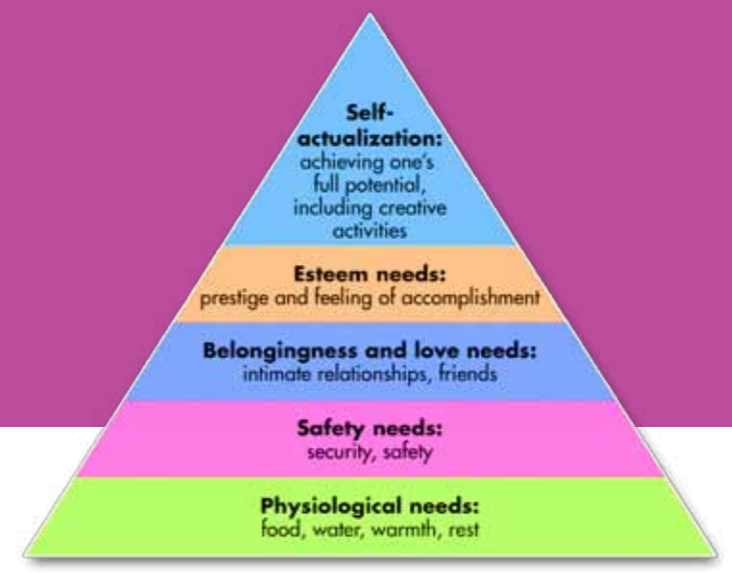 Self-
actualization:
achieving one's
full potential,
including creative
activities
Esteem needs:
prestige and feeling of accomplishment
Belongingness and love needs:
intimate relationships, friends
Safety needs:
security, safety
Physiological needs:
food, water, warmth, rest